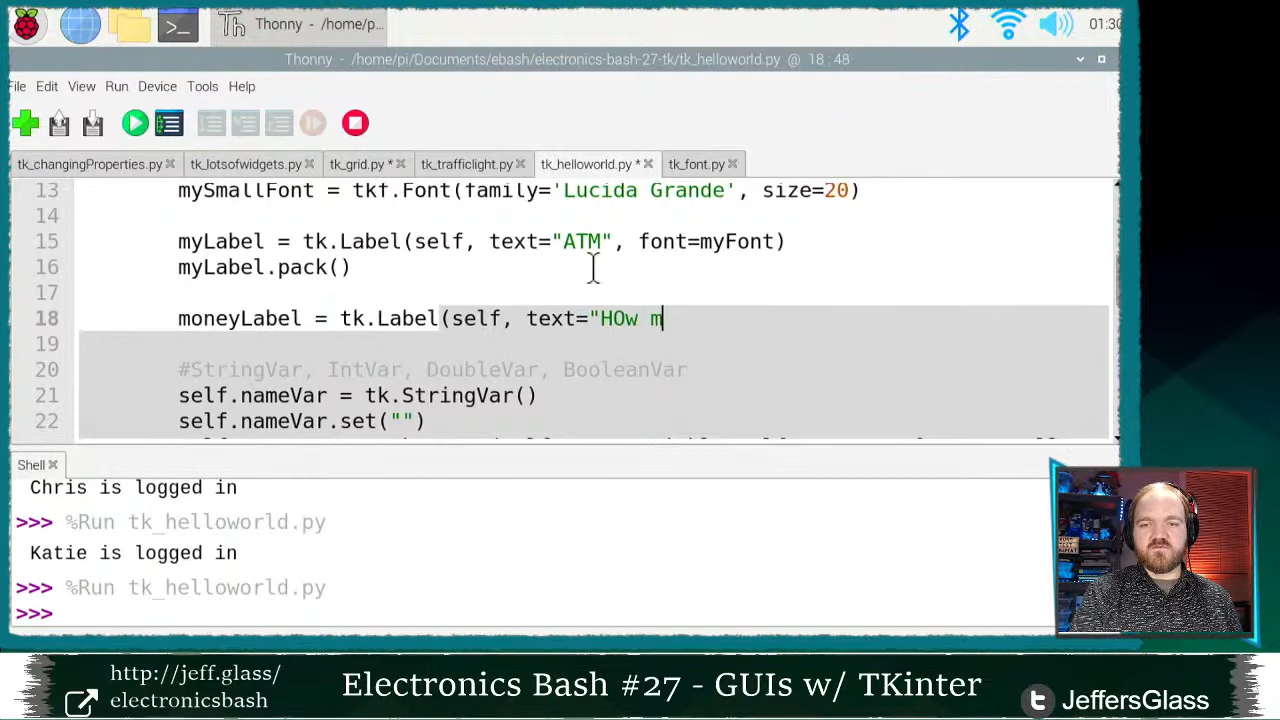 Thonny - /home/p...
01:30
Thonny - /home/pi/Documents/ebash/electronics-bash-27-tk/tk_helloworld.py @ 18 : 48
File Edit View Run Device Tools Help
tk_changingProperties.py tk_lotsofwidgets.py tk_grid.py * tk_trafficlight.py tk_helloworld.py * tk_font.py
13 mySmallFont = tkf.Font(family='Lucida Grande', size=20)
14
15 myLabel = tk.Label(self, text="ATM", font=myFont)
16 myLabel.pack()
17
18 moneyLabel = tk.Label(self, text="HOw m
19
20 #StringVar, IntVar, DoubleVar, BooleanVar
21 self.nameVar = tk.StringVar()
22 self.nameVar.set("")
Shell
Chris is logged in
>>> %Run tk_helloworld.py
Katie is logged in
>>> %Run tk_helloworld.py
>>>
http://jeff.glass/
electronicsbash
Electronics Bash #27 - GUIs w/ TKinter
JeffersGlass